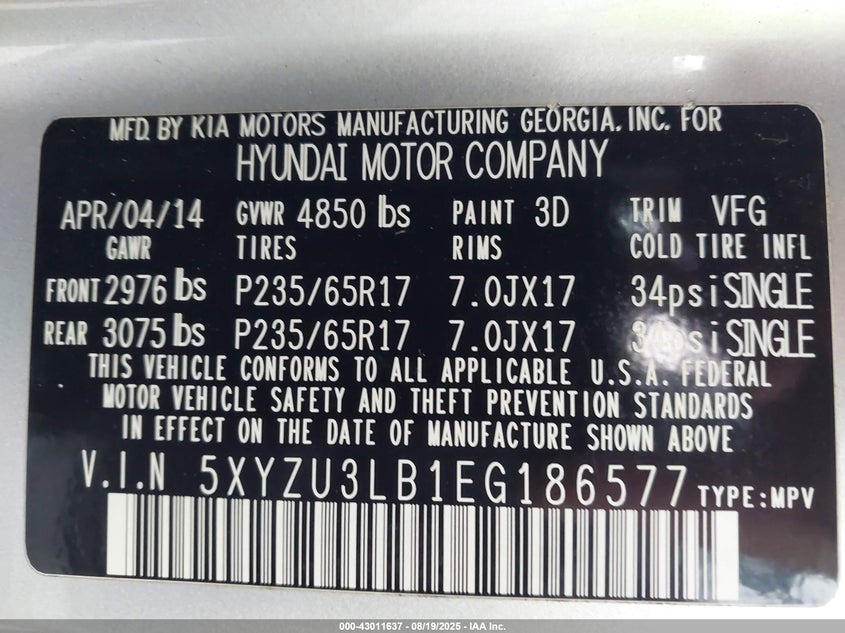 MFD. BY KIA MOTORS MANUFACTURING GEORGIA. INC. FOR
HYUNDAI MOTOR COMPANY
APR/04/14 GVWR 4850 lbs PAINT 3D TRIM VFG
GAWR TIRES RIMS COLD TIRE INFL
FRONT 2976 lbs P235/65R17 7.0JX17 34psi SINGLE
REAR 3075 lbs P235/65R17 7.0JX17 34psi SINGLE
THIS VEHICLE CONFORMS TO ALL APPLICABLE U.S.A. FEDERAL
MOTOR VEHICLE SAFETY AND THEFT PREVENTION STANDARDS
IN EFFECT ON THE DATE OF MANUFACTURE SHOWN ABOVE
V.I.N 5XYZU3LB1EG186577 TYPE:MPV
000-43011637 - 08/19/2025 - IAA Inc.